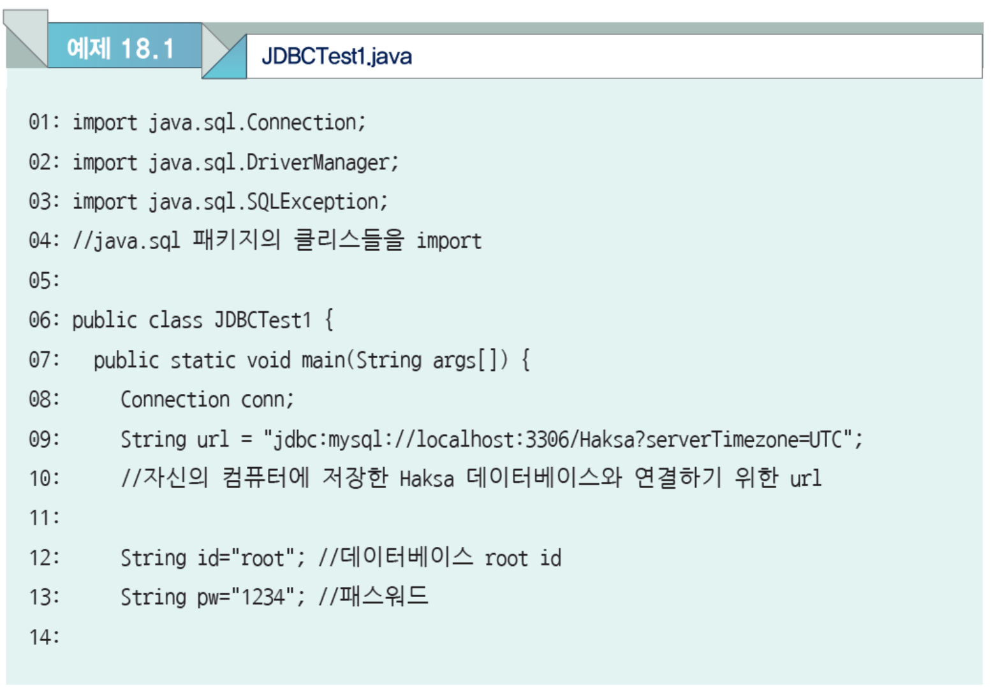 예제 18.1
JDBCTest1.java
01: import java.sql.Connection;
02: import java.sql.DriverManager;
03: import java.sql.SQLException;
04: //java.sql 패키지의 클리스들을 import
05:
06: public class JDBCTest1 {
07:   public static void main(String args[]) {
08:      Connection conn;
09:      String url = "jdbc:mysql://localhost:3306/Haksa?serverTimezone=UTC";
10:      //자신의 컴퓨터에 저장한 Haksa 데이터베이스와 연결하기 위한 url
11:
12:      String id="root"; //데이터베이스 root id
13:      String pw="1234"; //패스워드
14: